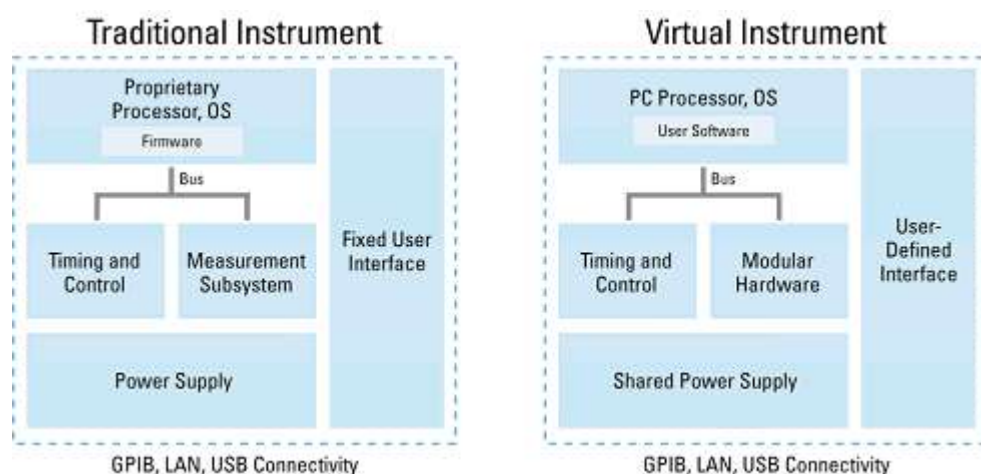 Traditional Instrument
Proprietary
Processor, OS
Firmware
Bus
Timing and
Control
Measurement
Subsystem
Fixed User
Interface
Power Supply
GPIB, LAN, USB Connectivity
Virtual Instrument
PC Processor, OS
User Software
Bus
Timing and
Control
Modular
Hardware
User-
Defined
Interface
Shared Power Supply
GPIB, LAN, USB Connectivity